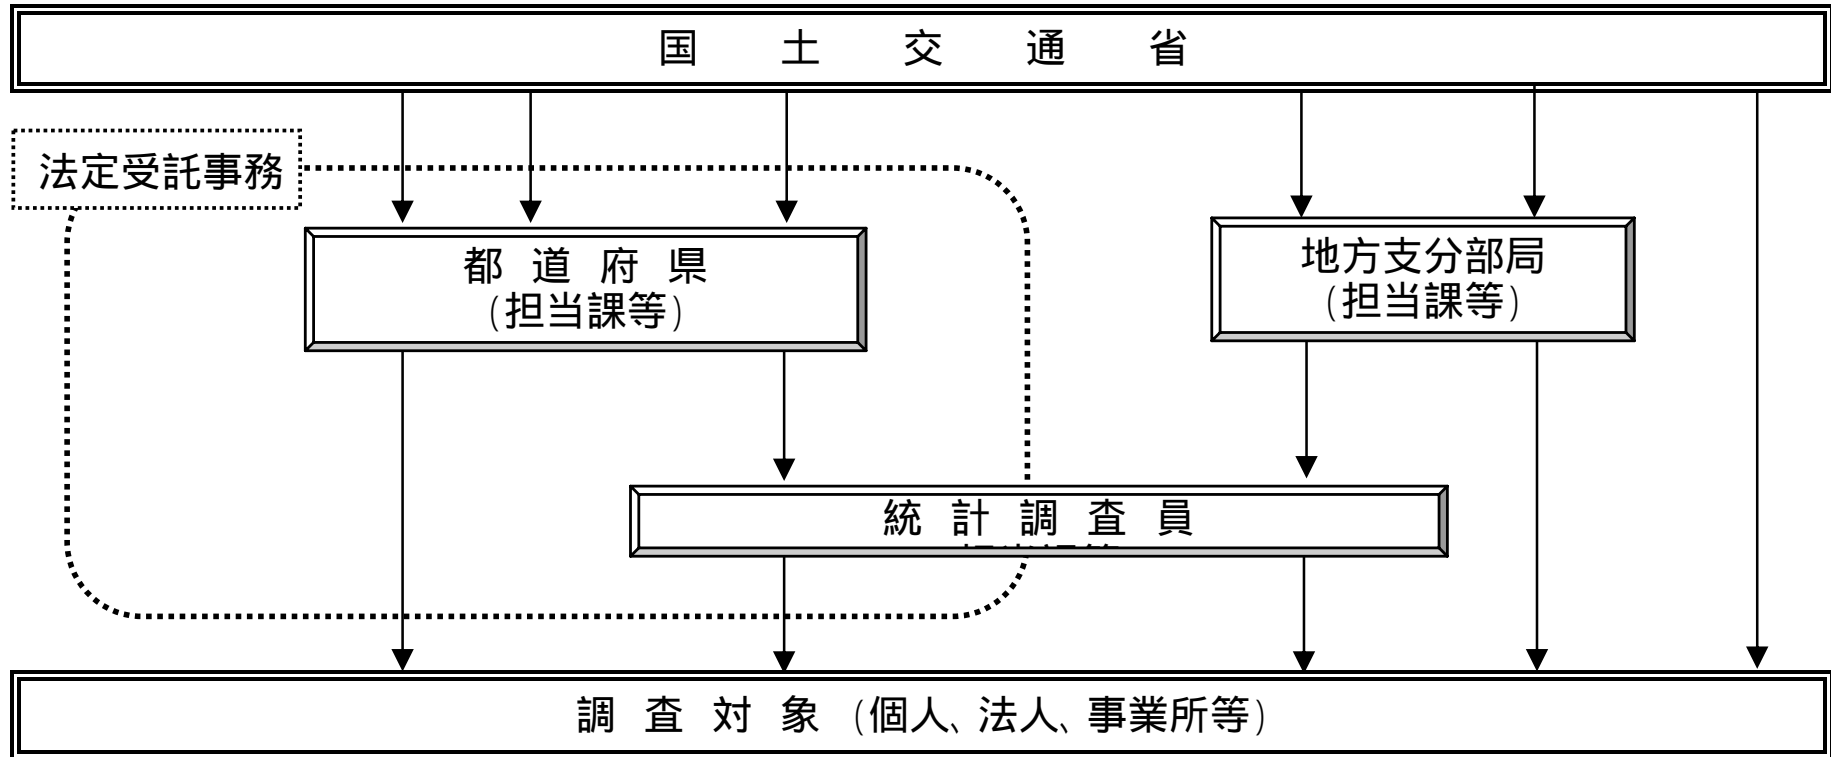 国土交通省
法定受託事務
都道府県
(担当課等)
地方支分部局
(担当課等)
統計調査員
調査対象(個人、法人、事業所等)